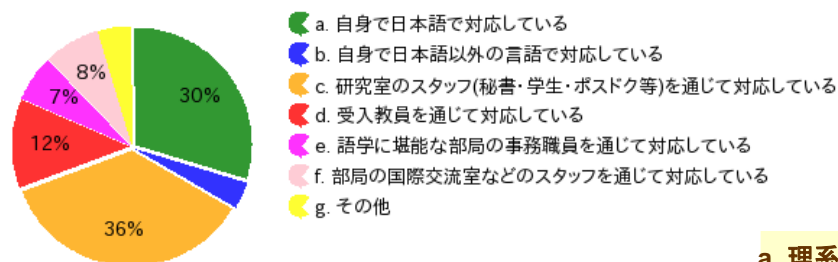 30%
8%
7%
12%
36%
a. 自身で日本語で対応している
b. 自身で日本語以外の言語で対応している
c. 研究室のスタッフ(秘書・学生・ポスドク等)を通じて対応している
d. 受入教員を通じて対応している
e. 語学に堪能な部局の事務職員を通じて対応している
f. 部局の国際交流室などのスタッフを通じて対応している
g. その他
a. 理系